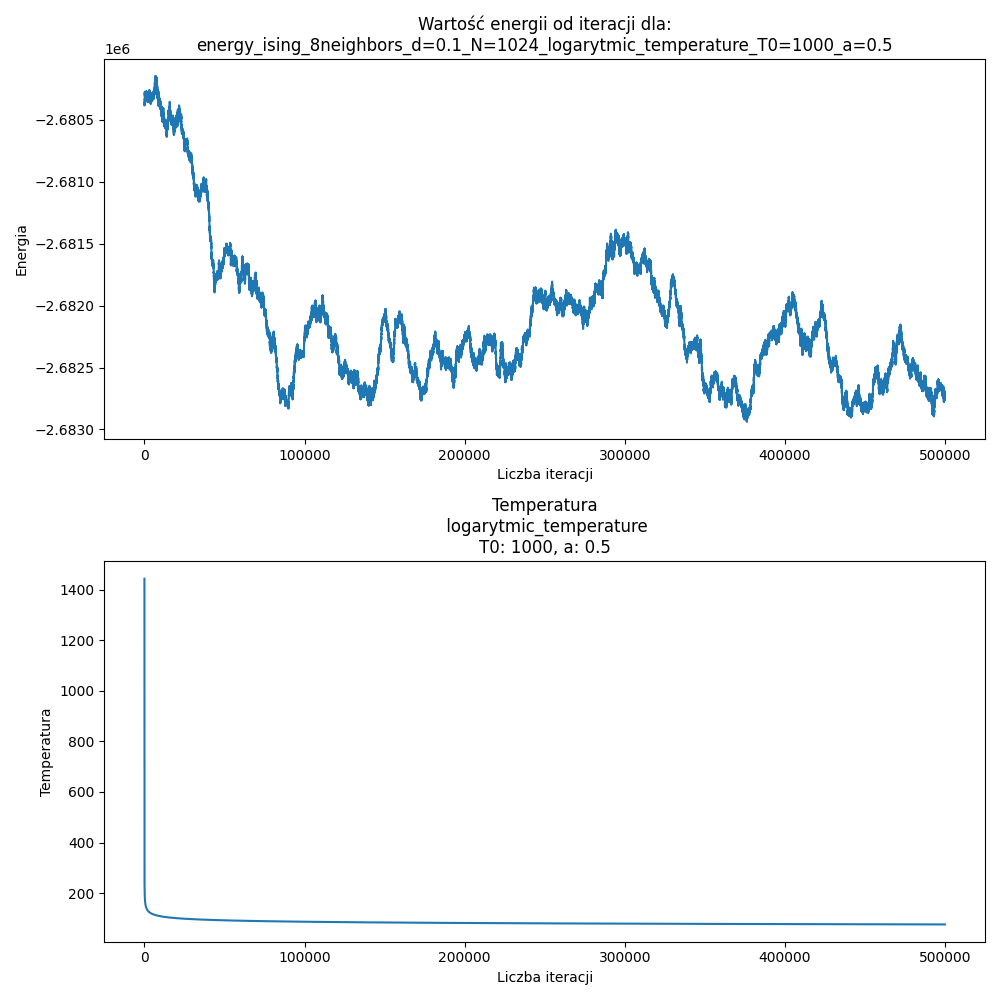 Wartość energii od iteracji dla:
energy_ising_8neighbors_d=0.1_N=1024_logarytmic_temperature_T0=1000_a=0.5
1e6
−2.6805
−2.6810
−2.6815
−2.6820
−2.6825
−2.6830
Energia
0 100000 200000 300000 400000 500000
Liczba iteracji
Temperatura
logarytmic_temperature
T0: 1000, a: 0.5
1400
1200
1000
800
600
400
200
Temperatura
0 100000 200000 300000 400000 500000
Liczba iteracji